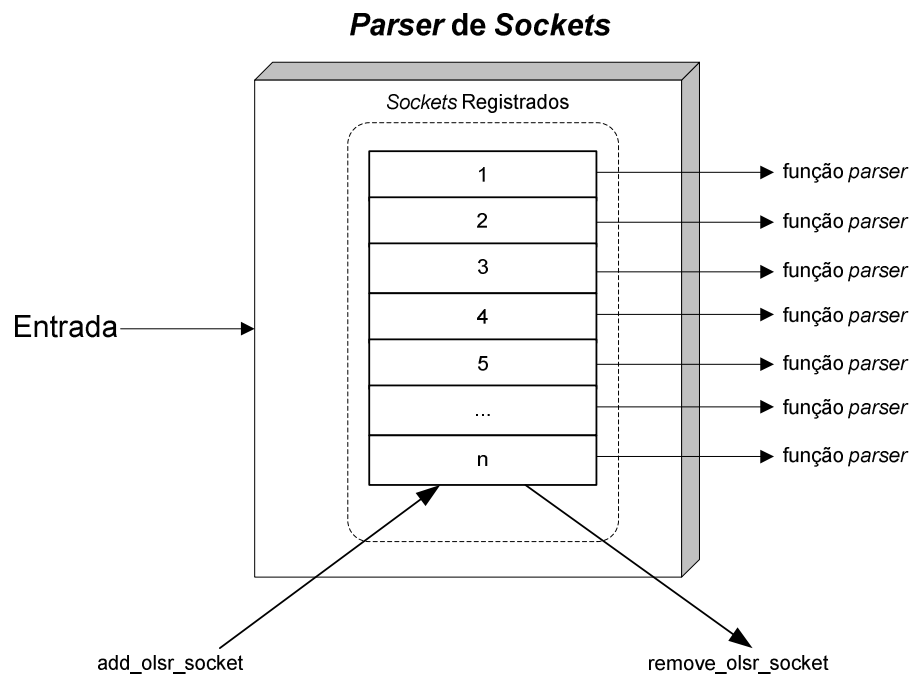 Parser de Sockets
Sockets Registrados
1 função parser
2 função parser
3 função parser
4 função parser
5 função parser
... função parser
n função parser
Entrada
add_olsr_socket
remove_olsr_socket